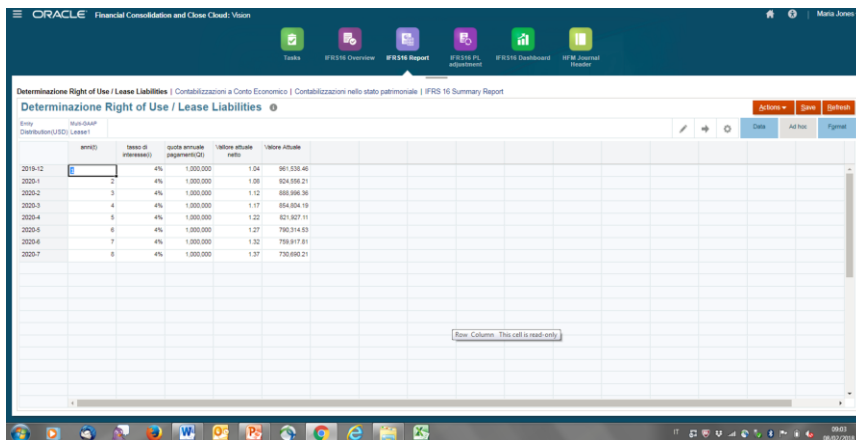 ORACLE Financial Consolidation and Close Cloud: Vision
Maria Jones
Tasks
IFRS16 Overview
IFRS16 Report
IFRS16 PL adjustment
IFRS16 Dashboard
HFM Journal Header
Determinazione Right of Use / Lease Liabilities | Contabilizzazioni a Conto Economico | Contabilizzazioni nello stato patrimoniale | IFRS 16 Summary Report
Determinazione Right of Use / Lease Liabilities
Actions Save Refresh
Entity Multi-GAAP
Distribution(USD) Lease1
Data Ad hoc Format
anni(t) tasso di interesse(i) quota annuale pagamenti(Qt) Valore attuale netto Valore Attuale
2019-12 1 4% 1,000,000 1.04 961,538.46
2020-1 2 4% 1,000,000 1.08 924,556.21
2020-2 3 4% 1,000,000 1.12 888,996.36
2020-3 4 4% 1,000,000 1.17 854,804.19
2020-4 5 4% 1,000,000 1.22 821,927.11
2020-5 6 4% 1,000,000 1.27 790,314.53
2020-6 7 4% 1,000,000 1.32 759,917.81
2020-7 8 4% 1,000,000 1.37 730,690.21
Row Column This cell is read-only
IT
09:03
06/02/2018